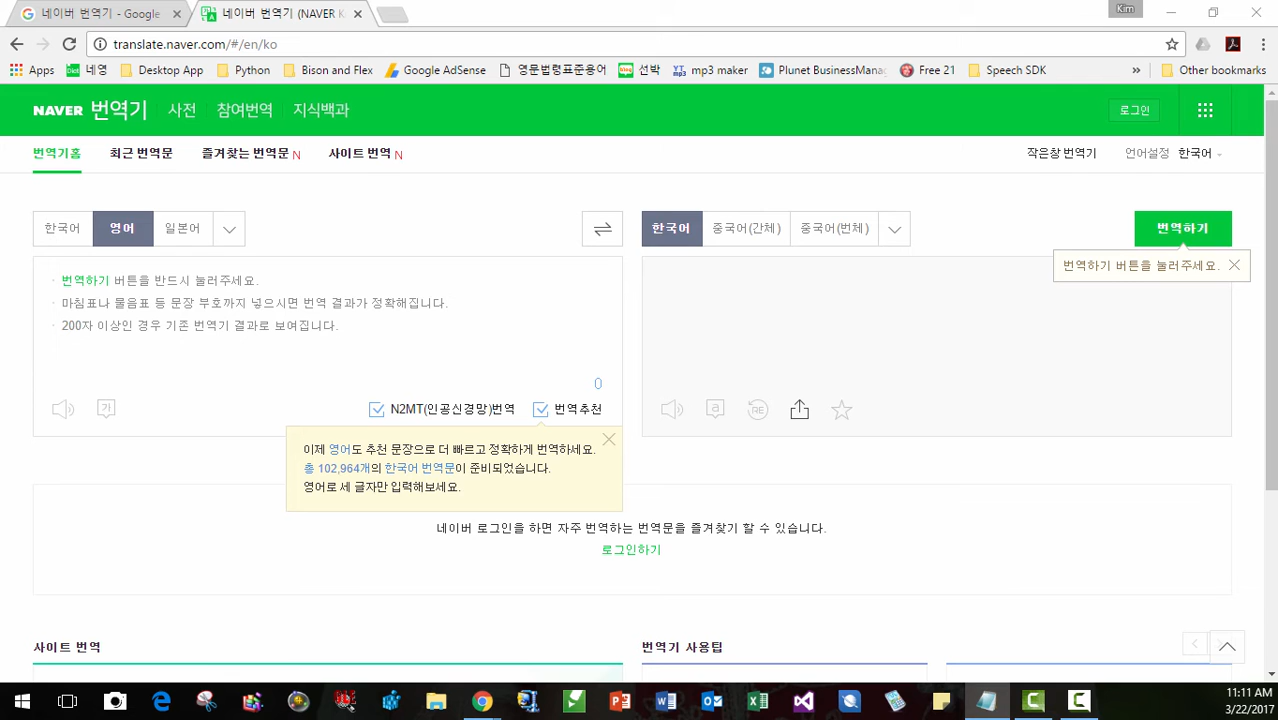 네이버 번역기 - Google
네이버 번역기 (NAVER K
Kim
translate.naver.com/#/en/ko
Apps
Dict 네영
Desktop App
Python
Bison and Flex
Google AdSense
영문법령표준용어
blog 선박
YT mp3 mp3 maker
Plunet BusinessManag
Free 21
Speech SDK
»
Other bookmarks
NAVER 번역기 사전 참여번역 지식백과
로그인
번역기홈 최근 번역문 즐겨찾는 번역문 N 사이트 번역 N
작은창 번역기 언어설정 한국어
한국어 영어 일본어
한국어 중국어(간체) 중국어(번체)
번역하기
번역하기 버튼을 눌러주세요.
· 번역하기 버튼을 반드시 눌러주세요.
· 마침표나 물음표 등 문장 부호까지 넣으시면 번역 결과가 정확해집니다.
· 200자 이상인 경우 기존 번역기 결과로 보여집니다.
0
가
N2MT(인공신경망)번역 번역추천
a RE
이제 영어도 추천 문장으로 더 빠르고 정확하게 번역하세요.
총 102,964개의 한국어 번역문이 준비되었습니다.
영어로 세 글자만 입력해보세요.
네이버 로그인을 하면 자주 번역하는 번역문을 즐겨찾기 할 수 있습니다.
로그인하기
사이트 번역
번역기 사용팁
11:11 AM
3/22/2017